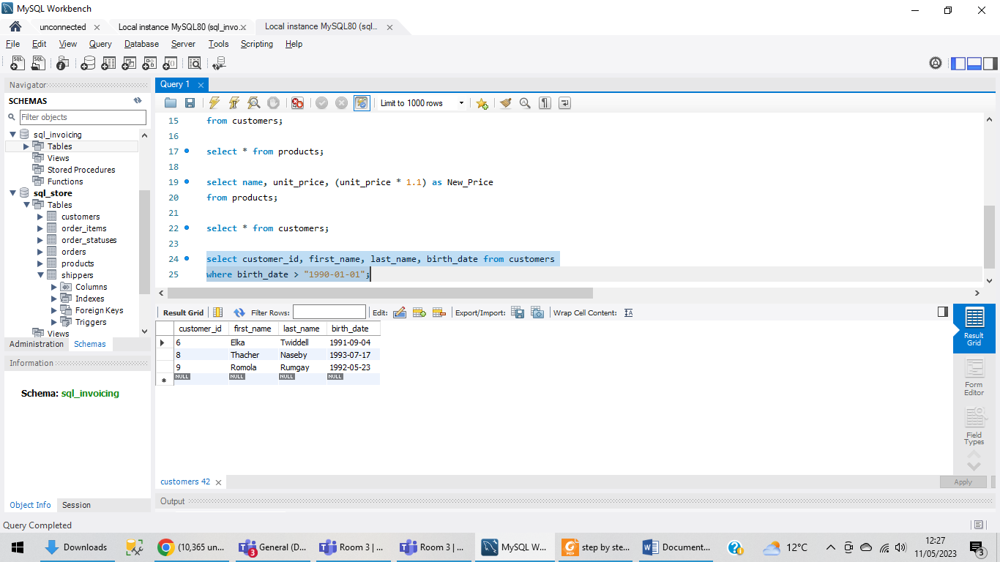 MySQL Workbench
unconnected
Local instance MySQL80 (sql_invo...
Local instance MySQL80 (sql...
File Edit View Query Database Server Tools Scripting Help
Navigator
SCHEMAS
Filter objects
sql_invoicing
Tables
Views
Stored Procedures
Functions
sql_store
Tables
customers
order_items
order_statuses
orders
products
shippers
Columns
Indexes
Foreign Keys
Triggers
Views
Administration Schemas
Information
Schema: sql_invoicing
Object Info Session
Query 1
Limit to 1000 rows
15 from customers;
16
17 select * from products;
18
19 select name, unit_price, (unit_price * 1.1) as New_Price
20 from products;
21
22 select * from customers;
23
24 select customer_id, first_name, last_name, birth_date from customers
25 where birth_date > "1990-01-01";
Result Grid Filter Rows: Edit: Export/Import: Wrap Cell Content: IA
customer_id first_name last_name birth_date
6 Elka Twiddell 1991-09-04
8 Thacher Naseby 1993-07-17
9 Romola Rumgay 1992-05-23
NULL NULL NULL NULL
Result Grid
Form Editor
Field Types
customers 42
Apply
Output
Query Completed
Downloads
(10,365 un...
General (D...
3
Room 3 | ...
Room 3 | ...
MySQL W...
PDF
step by ste...
Document...
12°C
12:27
11/05/2023
3